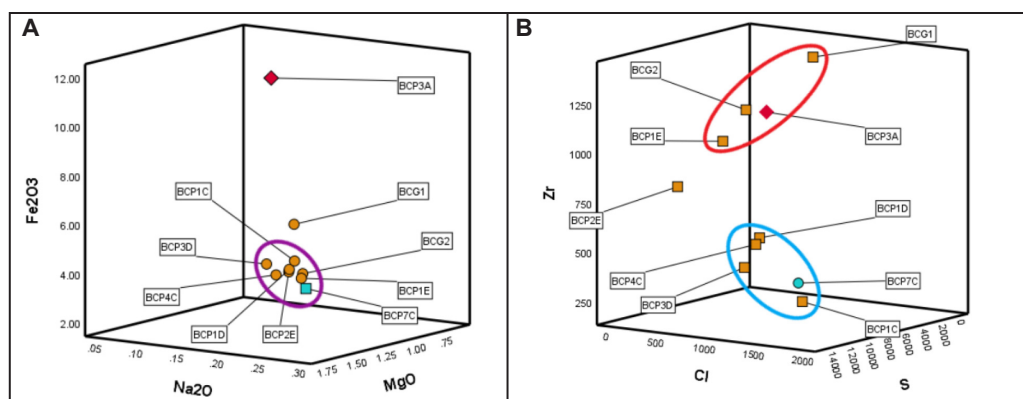 A
12.00
10.00
8.00
6.00
4.00
2.00
Fe2O3
BCP3A
BCP1C
BCG1
BCP3D
BCG2
BCP4C
BCP1E
BCP7C
BCP1D
BCP2E
.05
.10
.15
.20
.25
.30
Na2O
1.75
1.50
1.25
1.00
.75
MgO
B
BCG1
BCG2
BCP1E
BCP3A
BCP2E
BCP1D
BCP4C
BCP7C
BCP3D
BCP1C
1250
1000
750
500
250
Zr
0
500
1000
1500
2000
Cl
14000
12000
10000
8000
6000
4000
2000
0
S